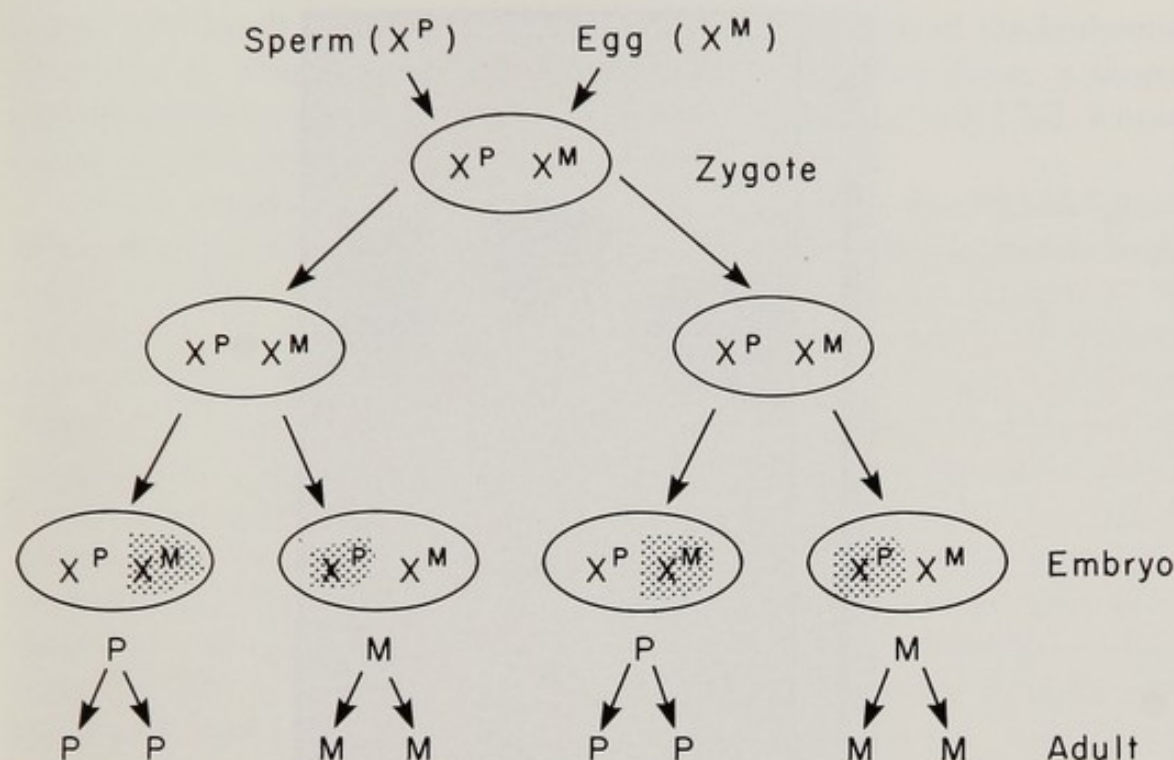 Sperm (X^P) Egg (X^M)
X^P X^M Zygote
X^P X^M X^P X^M
X^P X^M X^P X^M X^P X^M X^P X^M Embryo
P M P M
P P M M P P M M Adult